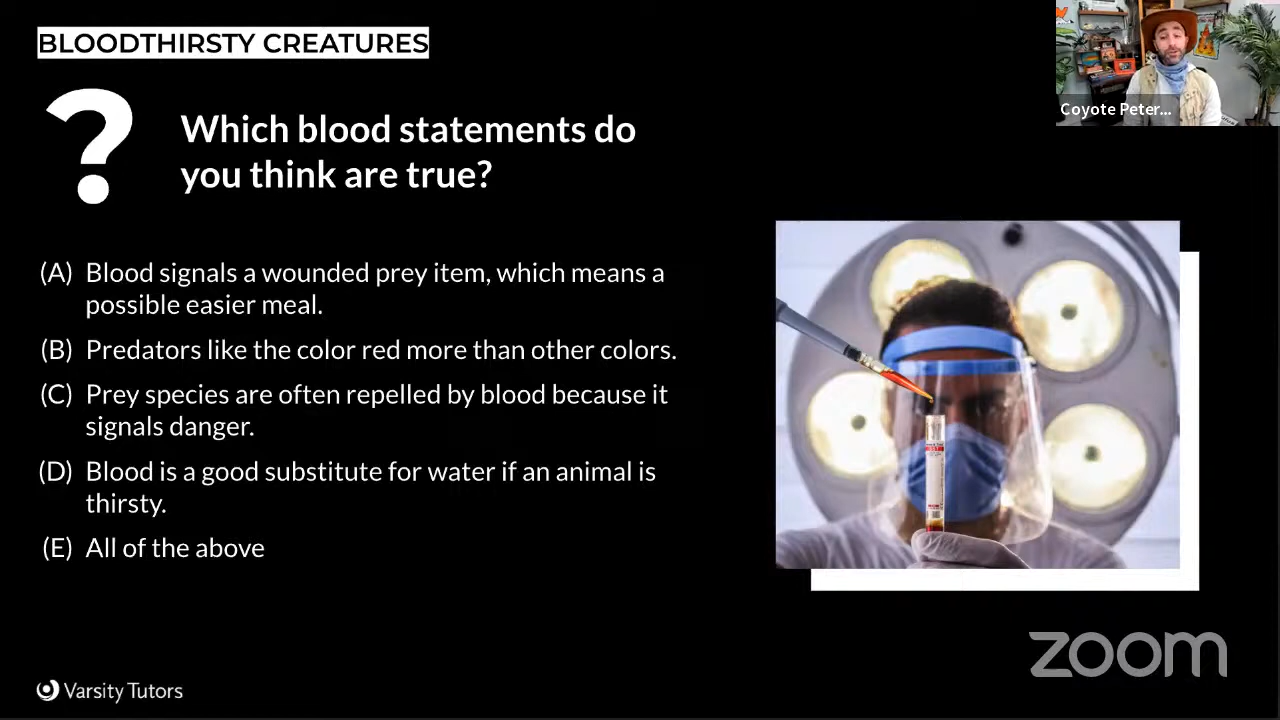 BLOODTHIRSTY CREATURES
Coyote Peter...
?
Which blood statements do
you think are true?
(A) Blood signals a wounded prey item, which means a
possible easier meal.
(B) Predators like the color red more than other colors.
(C) Prey species are often repelled by blood because it
signals danger.
(D) Blood is a good substitute for water if an animal is
thirsty.
(E) All of the above
Varsity Tutors
zoom